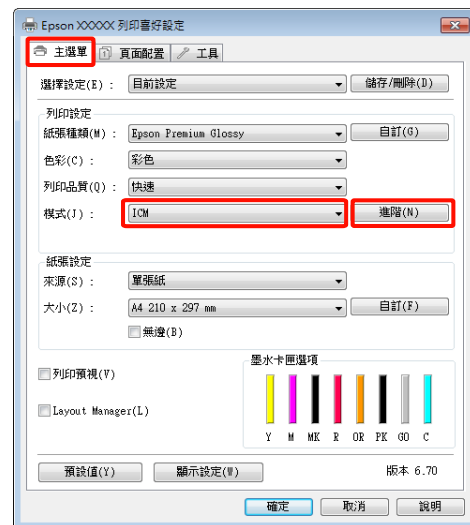 Epson XXXXX 列印喜好設定
主選單 頁面配置 工具
選擇設定(E) : 目前設定 儲存/刪除(D)
列印設定
紙張種類(M) : Epson Premium Glossy 自訂(G)
色彩(C) : 彩色
列印品質(Q) : 快速
模式(J) : ICM 進階(N)
紙張設定
來源(S) : 單張紙
大小(Z) : A4 210 x 297 mm 自訂(F)
無邊(B)
列印預視(V)
Layout Manager(L)
墨水卡匣選項
Y M MK R OR PK GO C
預設值(Y) 顯示設定(W) 版本 6.70
確定 取消 說明